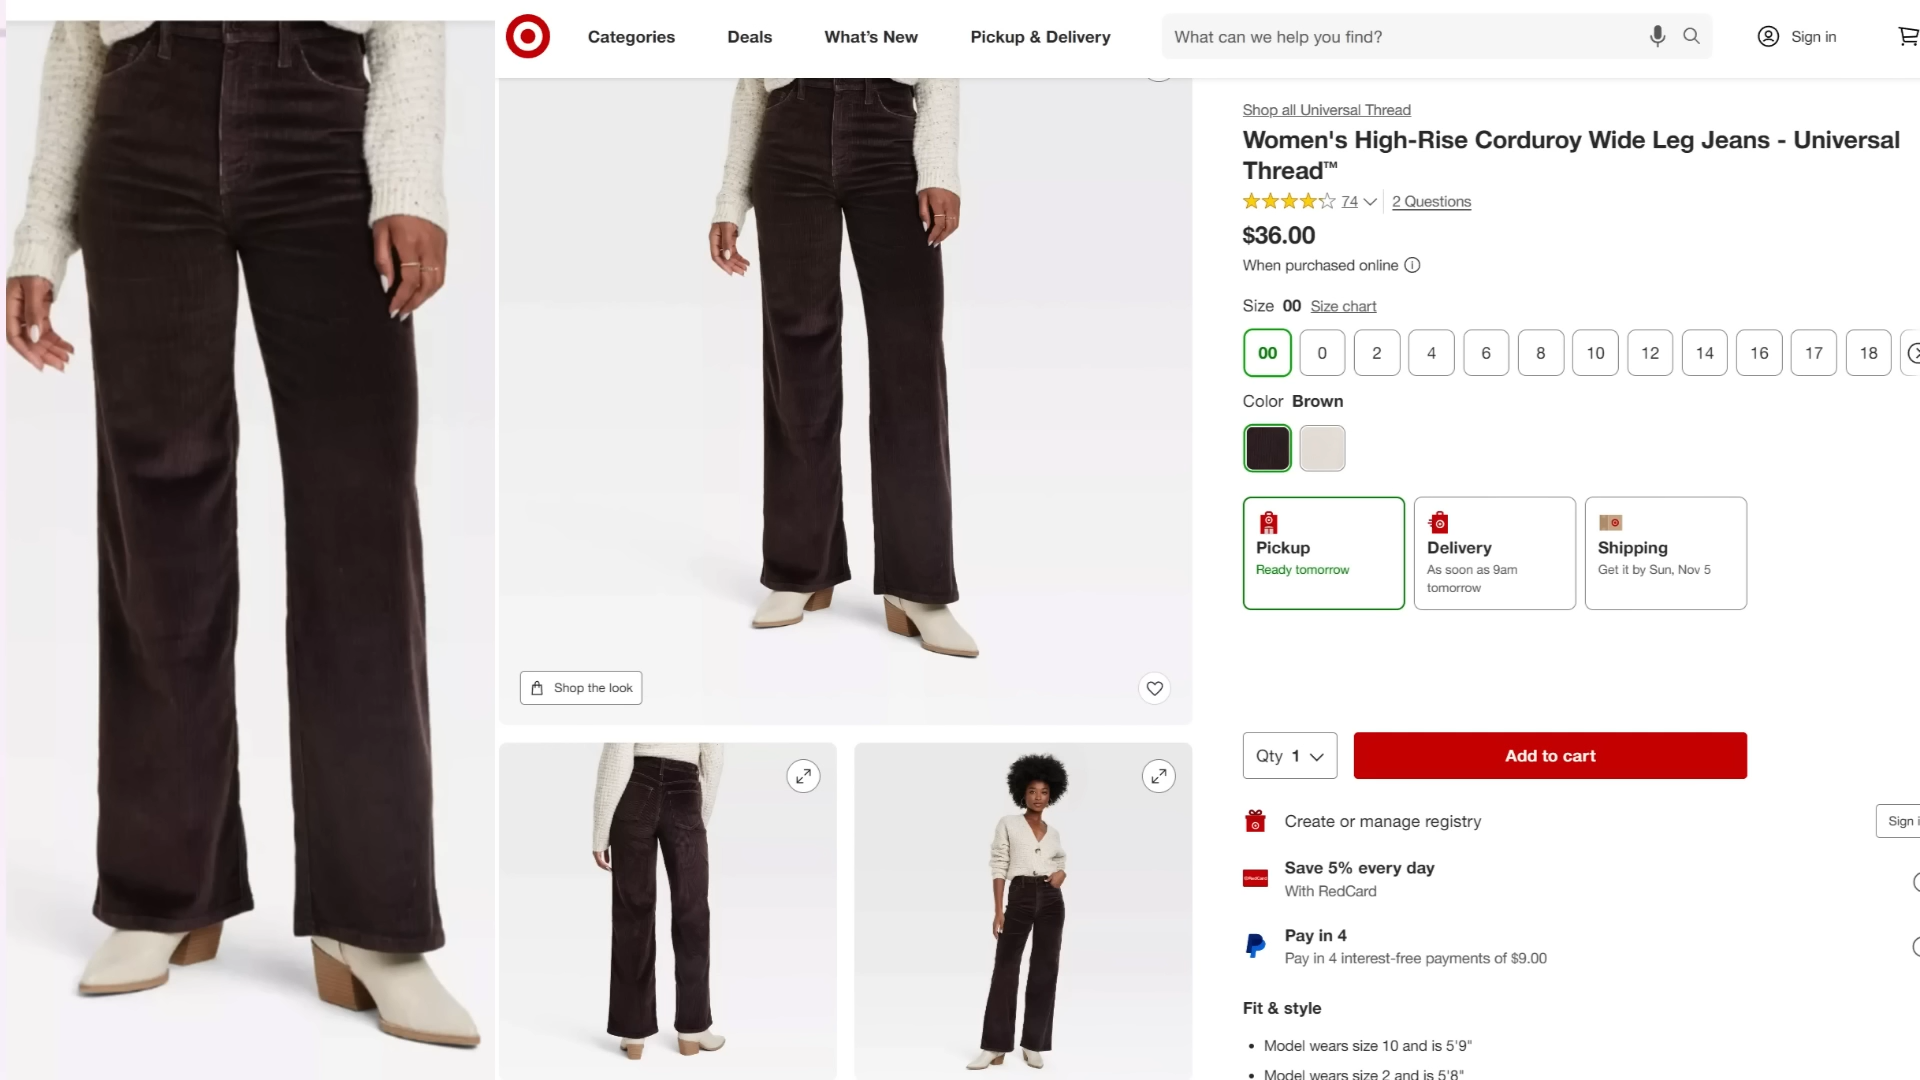 Categories
Deals
What's New
Pickup & Delivery
What can we help you find?
Sign in
Shop all Universal Thread
Women's High-Rise Corduroy Wide Leg Jeans - Universal
Thread™
74
2 Questions
$36.00
When purchased online
Size 00 Size chart
00 0 2 4 6 8 10 12 14 16 17 18
Color Brown
Pickup
Ready tomorrow
Delivery
As soon as 9am
tomorrow
Shipping
Get it by Sun, Nov 5
Shop the look
Qty 1
Add to cart
Create or manage registry
Sign i
Save 5% every day
With RedCard
Pay in 4
Pay in 4 interest-free payments of $9.00
Fit & style
• Model wears size 10 and is 5'9"
• Model wears size 2 and is 5'8"